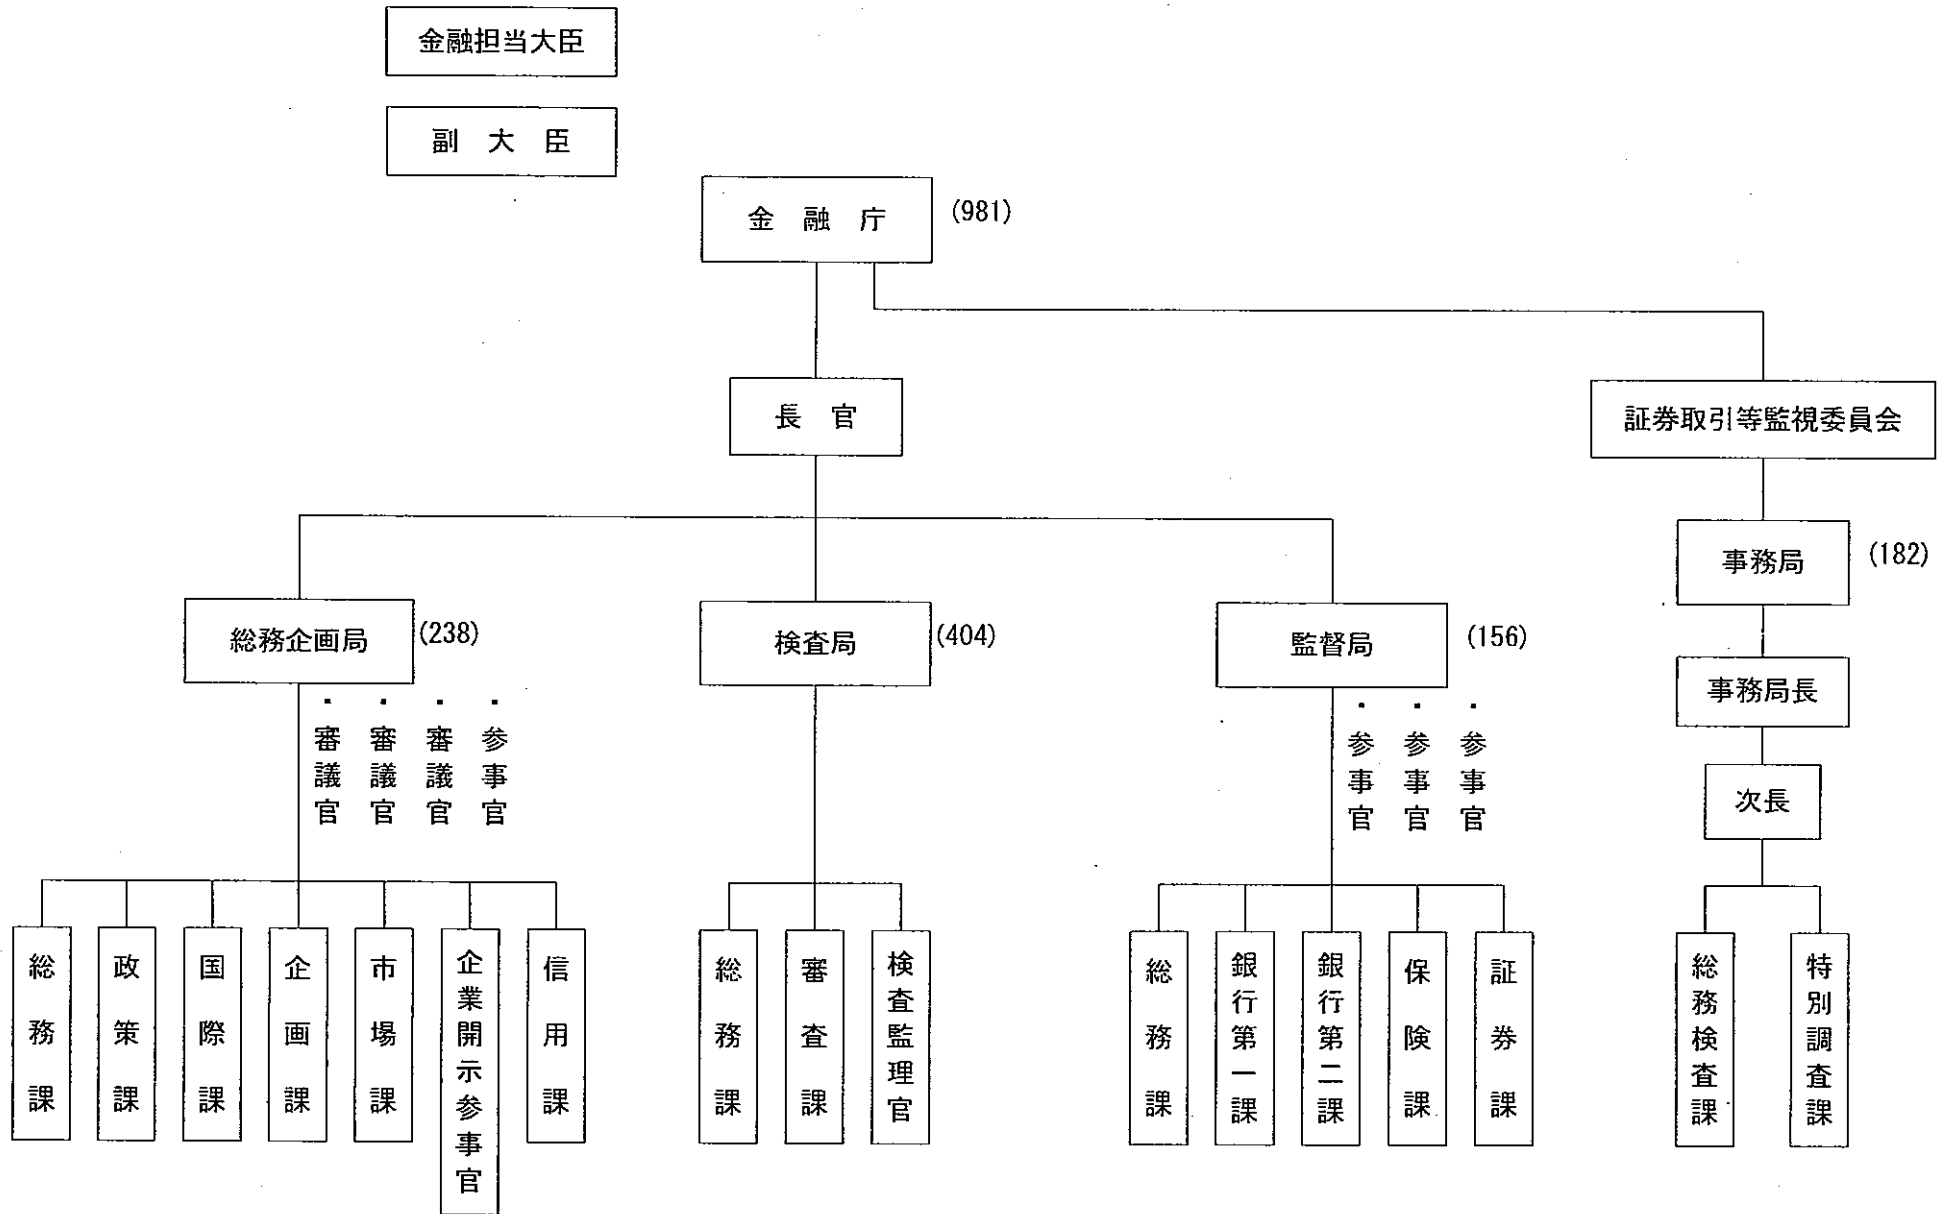 金融担当大臣
副大臣
金融庁 (981)
長官
証券取引等監視委員会
事務局 (182)
総務企画局 (238)
検査局 (404)
監督局 (156)
事務局長
・審議官
・審議官
・審議官
・参事官
・参事官
・参事官
・参事官
次長
総務課
政策課
国際課
企画課
市場課
企業開示参事官
信用課
総務課
審査課
検査監理官
総務課
銀行第一課
銀行第二課
保険課
証券課
総務検査課
特別調査課